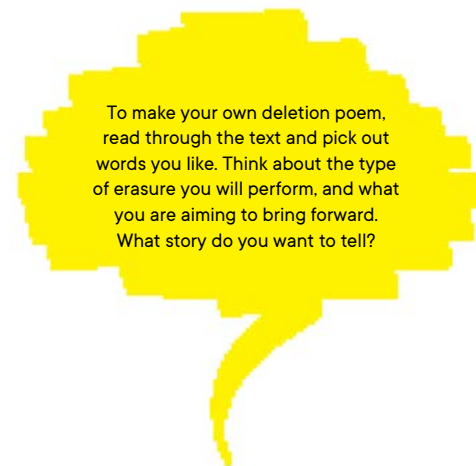 To make your own deletion poem,
read through the text and pick out
words you like. Think about the type
of erasure you will perform, and what
you are aiming to bring forward.
What story do you want to tell?